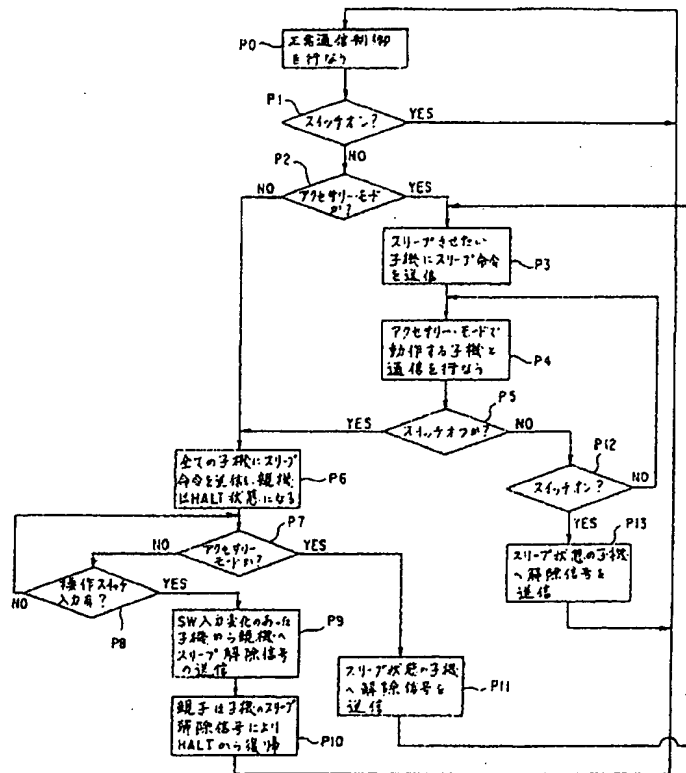 P0
正常通信制御
を行なう
P1
スイッチオン?
YES
NO
P2
NO
アクセサリー・モード
か?
YES
スリープさせたい
子機にスリープ命令
を送信
P3
アクセサリー・モードで
動作する子機と
通信を行なう
P4
P5
YES
スイッチオフか?
NO
P12
スイッチオン?
NO
YES
P13
スリープ状態の子機
へ解除信号を
送信
全ての子機にスリープ
命令を送信し親機
はHALT状態になる
P6
P7
NO
アクセサリー
モードか?
YES
操作スイッチ
入力有?
NO
YES
P8
SW入力変化のあった
子機から親機へ
スリープ解除信号
の送信
P9
スリープ状態の子機
へ解除信号を
送信
P11
親子は子機のスリープ
解除信号により
HALTから復帰
P10